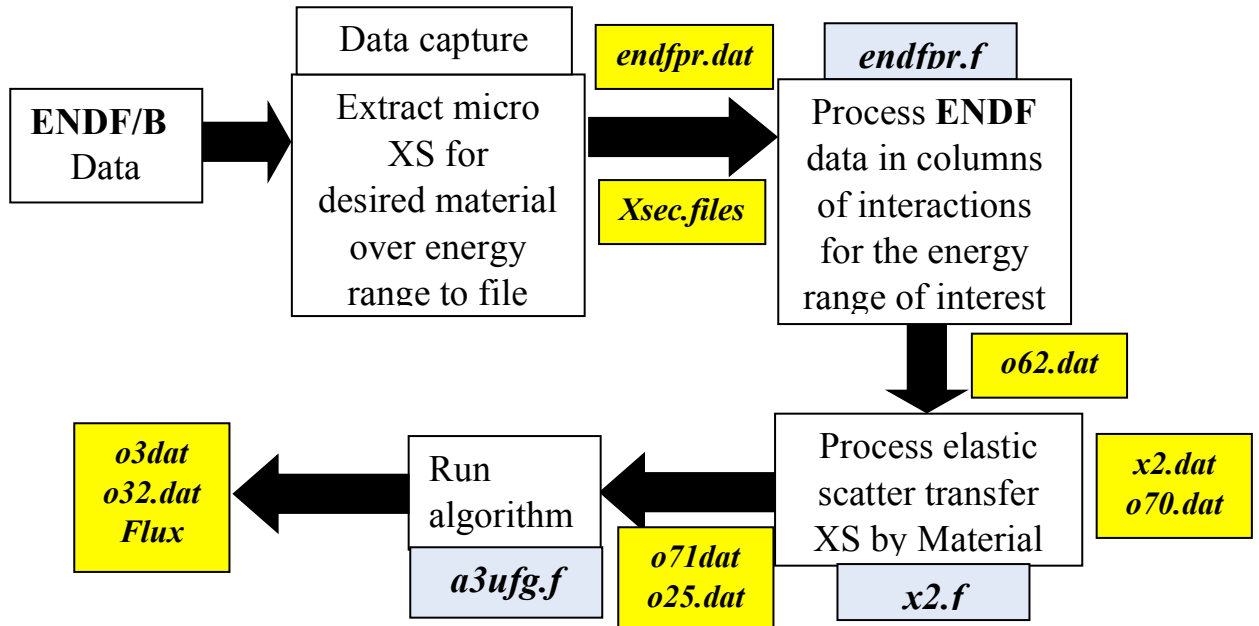 ENDF/B
Data
Data capture
Extract micro
XS for
desired material
over energy
range to file
endfpr.dat
Xsec.files
endfpr.f
Process ENDF
data in columns
of interactions
for the energy
range of interest
o62.dat
Process elastic
scatter transfer
XS by Material
x2.f
x2.dat
o70.dat
o71dat
o25.dat
Run
algorithm
a3ufg.f
o3dat
o32.dat
Flux